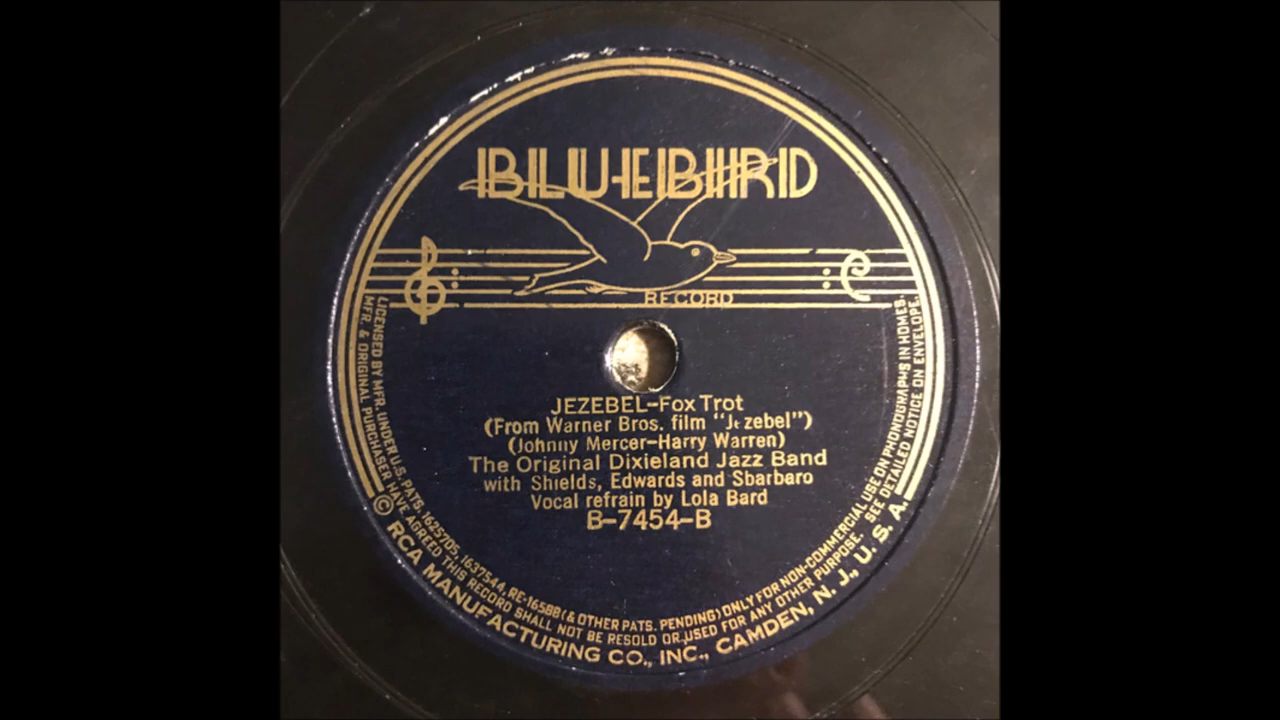 BLUEBIRD
RECORD
JEZEBEL-Fox Trot
(From Warner Bros. film "Jezebel")
(Johnny Mercer-Harry Warren)
The Original Dixieland Jazz Band
with Shields, Edwards and Sbarbaro
Vocal refrain by Lola Bard
B-7454-B
LICENSED BY MFR. UNDER U.S. PATS. 1625705, 1637544, RE-16588 (& OTHER PATS. PENDING) ONLY FOR NON-COMMERCIAL USE ON PHONOGRAPHS IN HOMES.
MFR. & ORIGINAL PURCHASER HAVE AGREED THIS RECORD SHALL NOT BE RESOLD OR USED FOR ANY OTHER PURPOSE. SEE DETAILED NOTICE ON ENVELOPE.
© RCA MANUFACTURING CO., INC., CAMDEN, N. J., U. S. A.